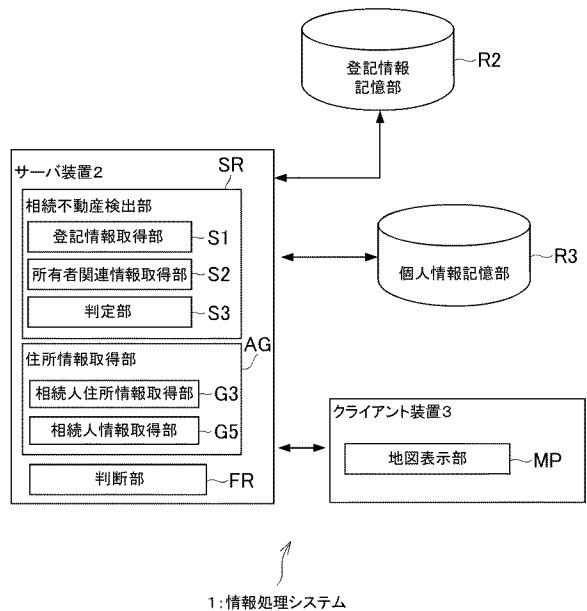 登記情報
記憶部
R2
サーバ装置2
SR
相続不動産検出部
登記情報取得部
S1
所有者関連情報取得部
S2
判定部
S3
個人情報記憶部
R3
住所情報取得部
AG
相続人住所情報取得部
G3
相続人情報取得部
G5
判断部
FR
クライアント装置3
地図表示部
MP
1:情報処理システム